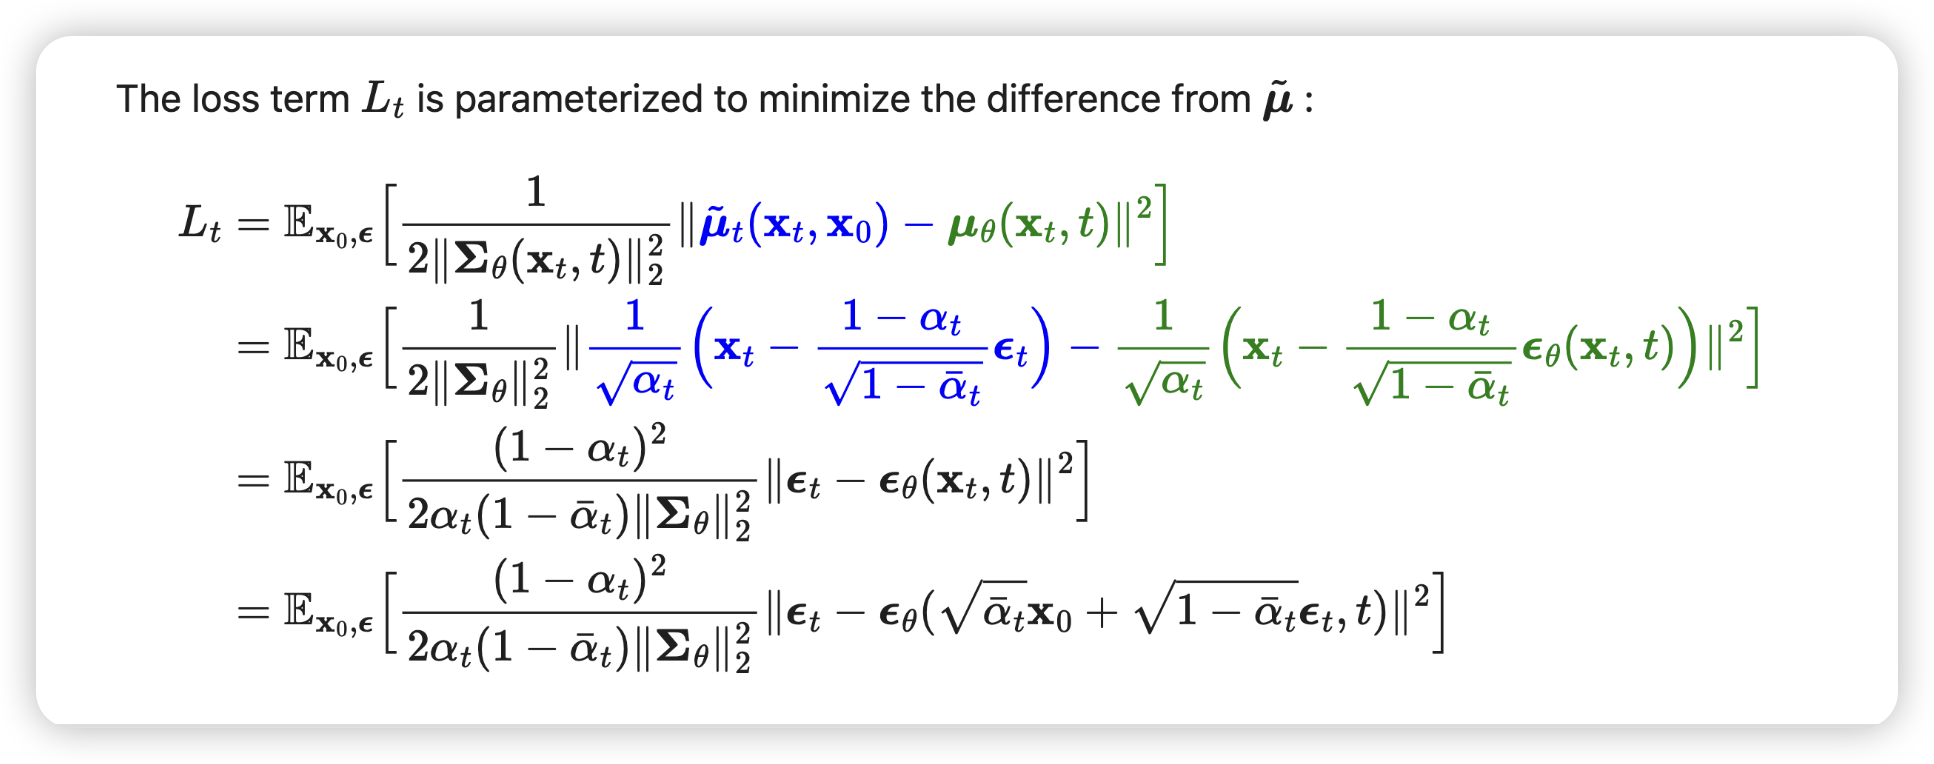 The loss term $L_t$ is parameterized to minimize the difference from $\tilde{\boldsymbol{\mu}}$ :
$L_t = \mathbb{E}_{\mathbf{x}_0, \boldsymbol{\epsilon}} \Big[ \frac{1}{2 \| \boldsymbol{\Sigma}_\theta(\mathbf{x}_t, t) \|_2^2} \| \tilde{\boldsymbol{\mu}}_t(\mathbf{x}_t, \mathbf{x}_0) - \boldsymbol{\mu}_\theta(\mathbf{x}_t, t) \|^2 \Big]$
$= \mathbb{E}_{\mathbf{x}_0, \boldsymbol{\epsilon}} \Big[ \frac{1}{2 \| \boldsymbol{\Sigma}_\theta \|_2^2} \| \frac{1}{\sqrt{\alpha_t}} \Big( \mathbf{x}_t - \frac{1 - \alpha_t}{\sqrt{1 - \bar{\alpha}_t}} \boldsymbol{\epsilon}_t \Big) - \frac{1}{\sqrt{\alpha_t}} \Big( \mathbf{x}_t - \frac{1 - \alpha_t}{\sqrt{1 - \bar{\alpha}_t}} \boldsymbol{\epsilon}_\theta(\mathbf{x}_t, t) \Big) \|^2 \Big]$
$= \mathbb{E}_{\mathbf{x}_0, \boldsymbol{\epsilon}} \Big[ \frac{(1 - \alpha_t)^2}{2 \alpha_t (1 - \bar{\alpha}_t) \| \boldsymbol{\Sigma}_\theta \|_2^2} \| \boldsymbol{\epsilon}_t - \boldsymbol{\epsilon}_\theta(\mathbf{x}_t, t) \|^2 \Big]$
$= \mathbb{E}_{\mathbf{x}_0, \boldsymbol{\epsilon}} \Big[ \frac{(1 - \alpha_t)^2}{2 \alpha_t (1 - \bar{\alpha}_t) \| \boldsymbol{\Sigma}_\theta \|_2^2} \| \boldsymbol{\epsilon}_t - \boldsymbol{\epsilon}_\theta(\sqrt{\bar{\alpha}_t} \mathbf{x}_0 + \sqrt{1 - \bar{\alpha}_t} \boldsymbol{\epsilon}_t, t) \|^2 \Big]$